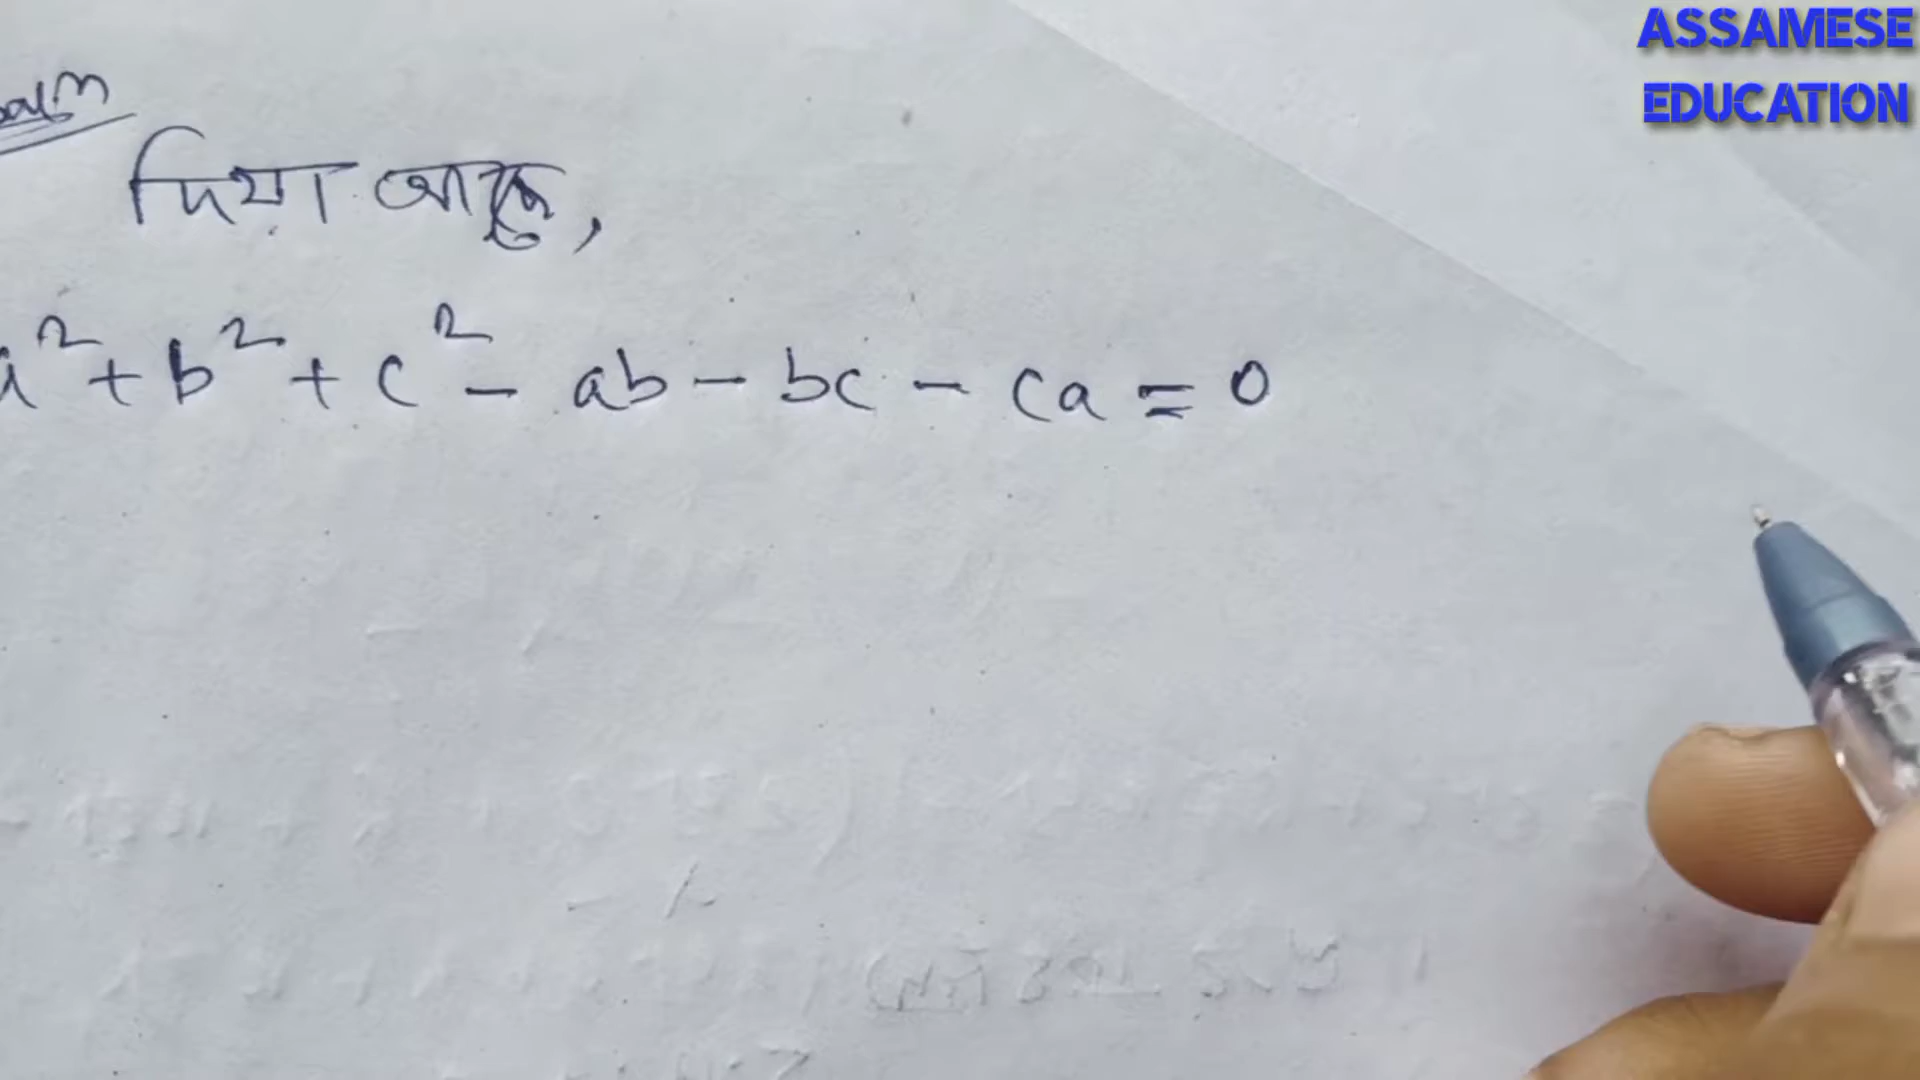 ASSAMESE
EDUCATION
দিয়া আছে,
a² + b² + c² - ab - bc - ca = 0